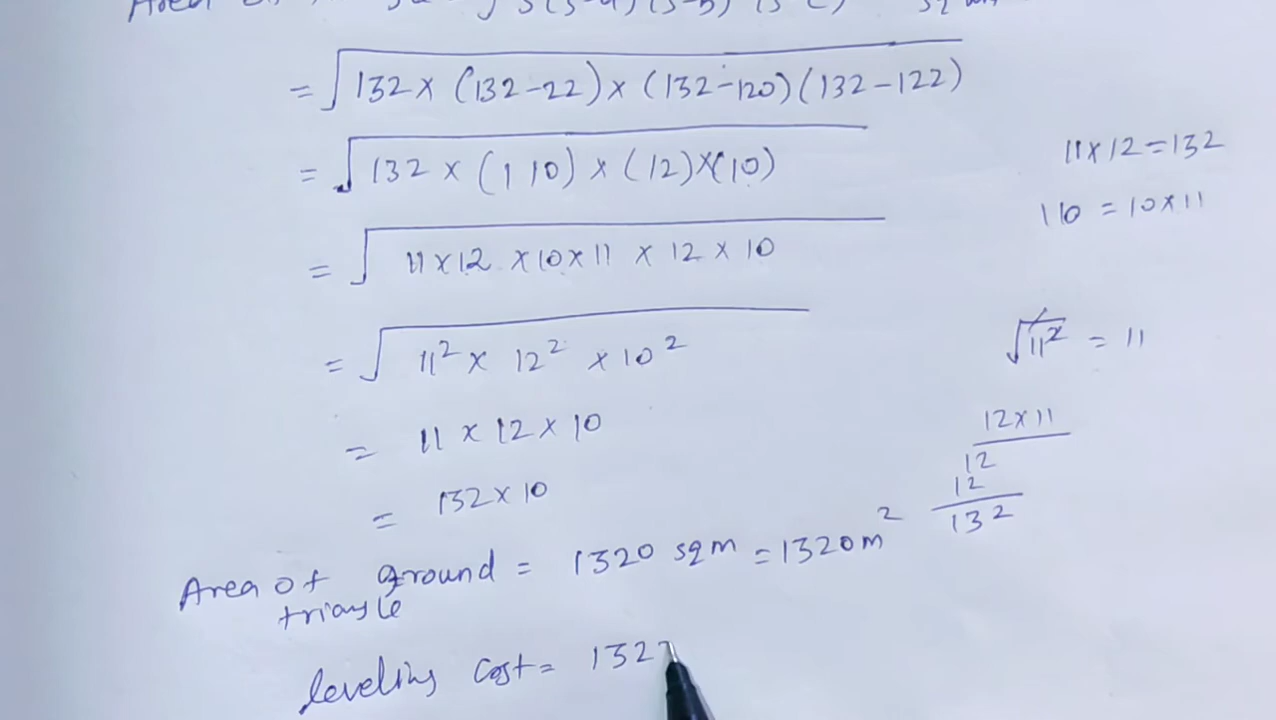 = √132 × (132-22) × (132-120) (132-122)
= √132 × (110) × (12) × (10)
11 × 12 = 132
110 = 10 × 11
= √11 × 12 × 10 × 11 × 12 × 10
= √11² × 12² × 10²
√11² = 11
= 11 × 12 × 10
12 × 11
12
12
132
= 132 × 10
Area of ground = 1320 sqm = 1320m²
triangle
leveling cost = 132